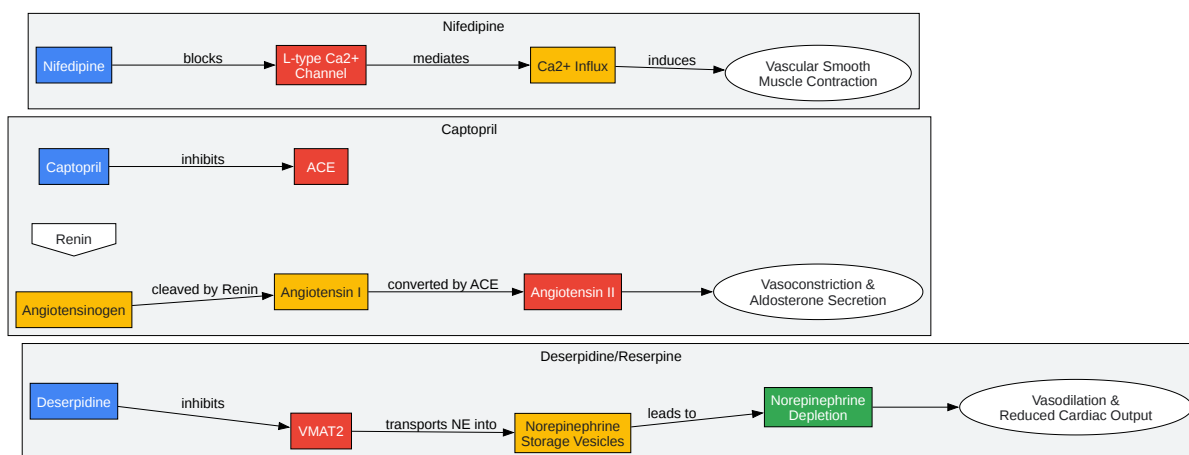 Nifedipine
Nifedipine
blocks
L-type Ca2+
Channel
mediates
Ca2+ Influx
induces
Vascular Smooth
Muscle Contraction
Captopril
Captopril
inhibits
ACE
Renin
Angiotensinogen
cleaved by Renin
Angiotensin I
converted by ACE
Angiotensin II
Vasoconstriction &
Aldosterone Secretion
Deserpidine/Reserpine
Deserpidine
inhibits
VMAT2
transports NE into
Norepinephrine
Storage Vesicles
leads to
Norepinephrine
Depletion
Vasodilation &
Reduced Cardiac Output